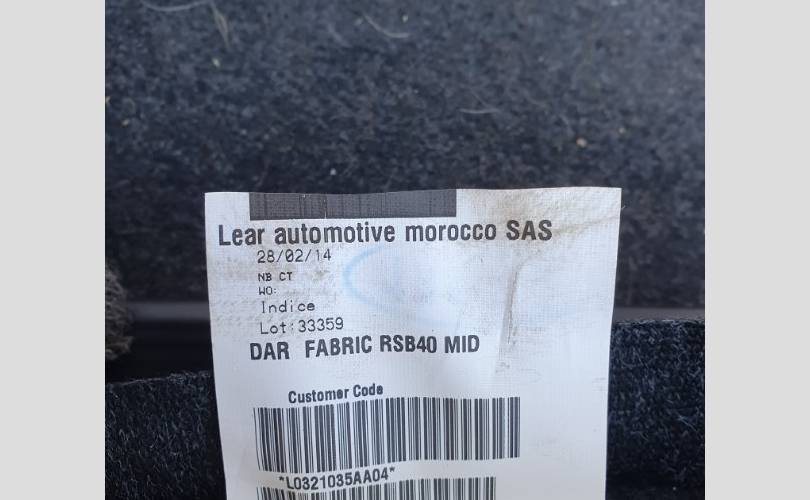 Lear automotive morocco SAS
28/02/14
NB CT
WO:
Indice
Lot:33359
DAR FABRIC RSB40 MID
Customer Code
*L0321035AA04*